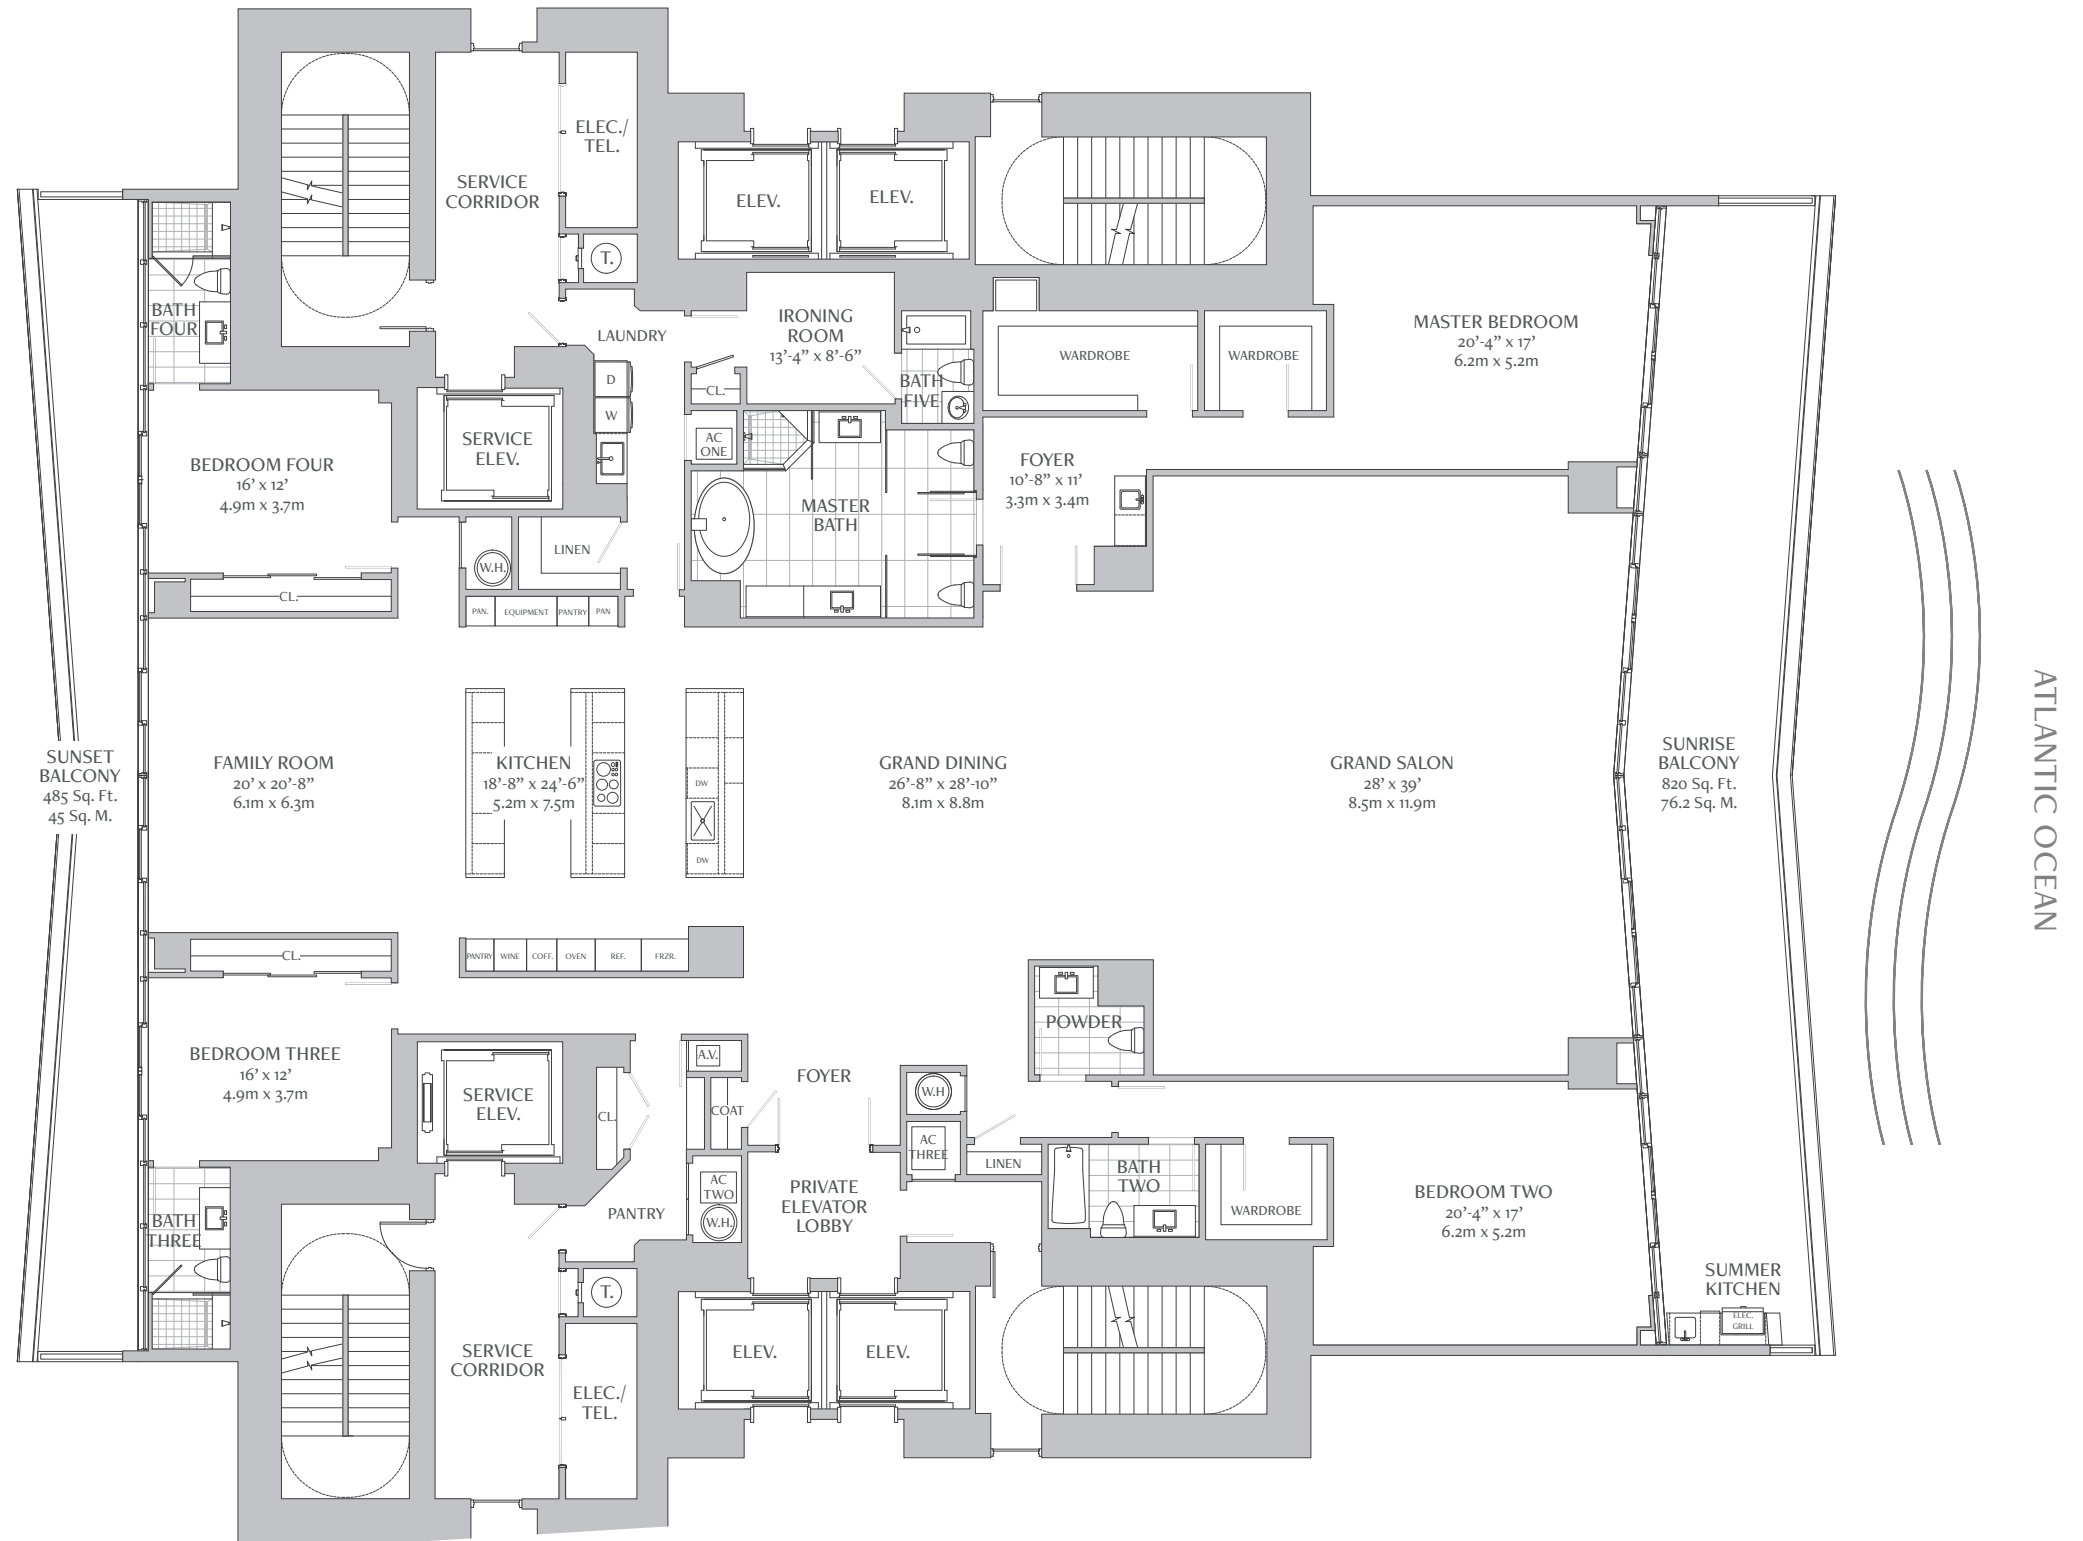 ELEC./
TEL.
SERVICE
CORRIDOR
ELEV.
ELEV.
T.
BATH
FOUR
LAUNDRY
IRONING
ROOM
13'-4" x 8'-6"
WARDROBE
WARDROBE
MASTER BEDROOM
20'-4" x 17'
6.2m x 5.2m
D
W
CL.
BATH
FIVE
AC
ONE
SERVICE
ELEV.
BEDROOM FOUR
16' x 12'
4.9m x 3.7m
FOYER
10'-8" x 11'
3.3m x 3.4m
MASTER
BATH
LINEN
W.H.
CL.
PAN.
EQUIPMENT
PANTRY
PAN
SUNSET
BALCONY
485 Sq. Ft.
45 Sq. M.
FAMILY ROOM
20' x 20'-8"
6.1m x 6.3m
KITCHEN
18'-8" x 24'-6"
5.2m x 7.5m
DW
DW
GRAND DINING
26'-8" x 28'-10"
8.1m x 8.8m
GRAND SALON
28' x 39'
8.5m x 11.9m
SUNRISE
BALCONY
820 Sq. Ft.
76.2 Sq. M.
ATLANTIC OCEAN
CL.
PANTRY
WINE
COFF.
OVEN
REF.
FRZR.
POWDER
BEDROOM THREE
16' x 12'
4.9m x 3.7m
SERVICE
ELEV.
A.V.
FOYER
W.H
CL.
COAT
AC
THREE
LINEN
BATH
TWO
WARDROBE
BEDROOM TWO
20'-4" x 17'
6.2m x 5.2m
AC
TWO
W.H.
PRIVATE
ELEVATOR
LOBBY
PANTRY
BATH
THREE
T.
SUMMER
KITCHEN
ELEC.
GRILL
SERVICE
CORRIDOR
ELEV.
ELEV.
ELEC./
TEL.